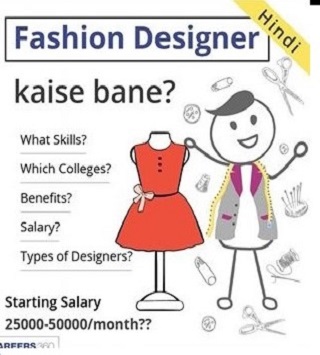 Hindi
Fashion Designer
kaise bane?
What Skills?
Which Colleges?
Benefits?
Salary?
Types of Designers?
Starting Salary
25000-50000/month??
AREERS360